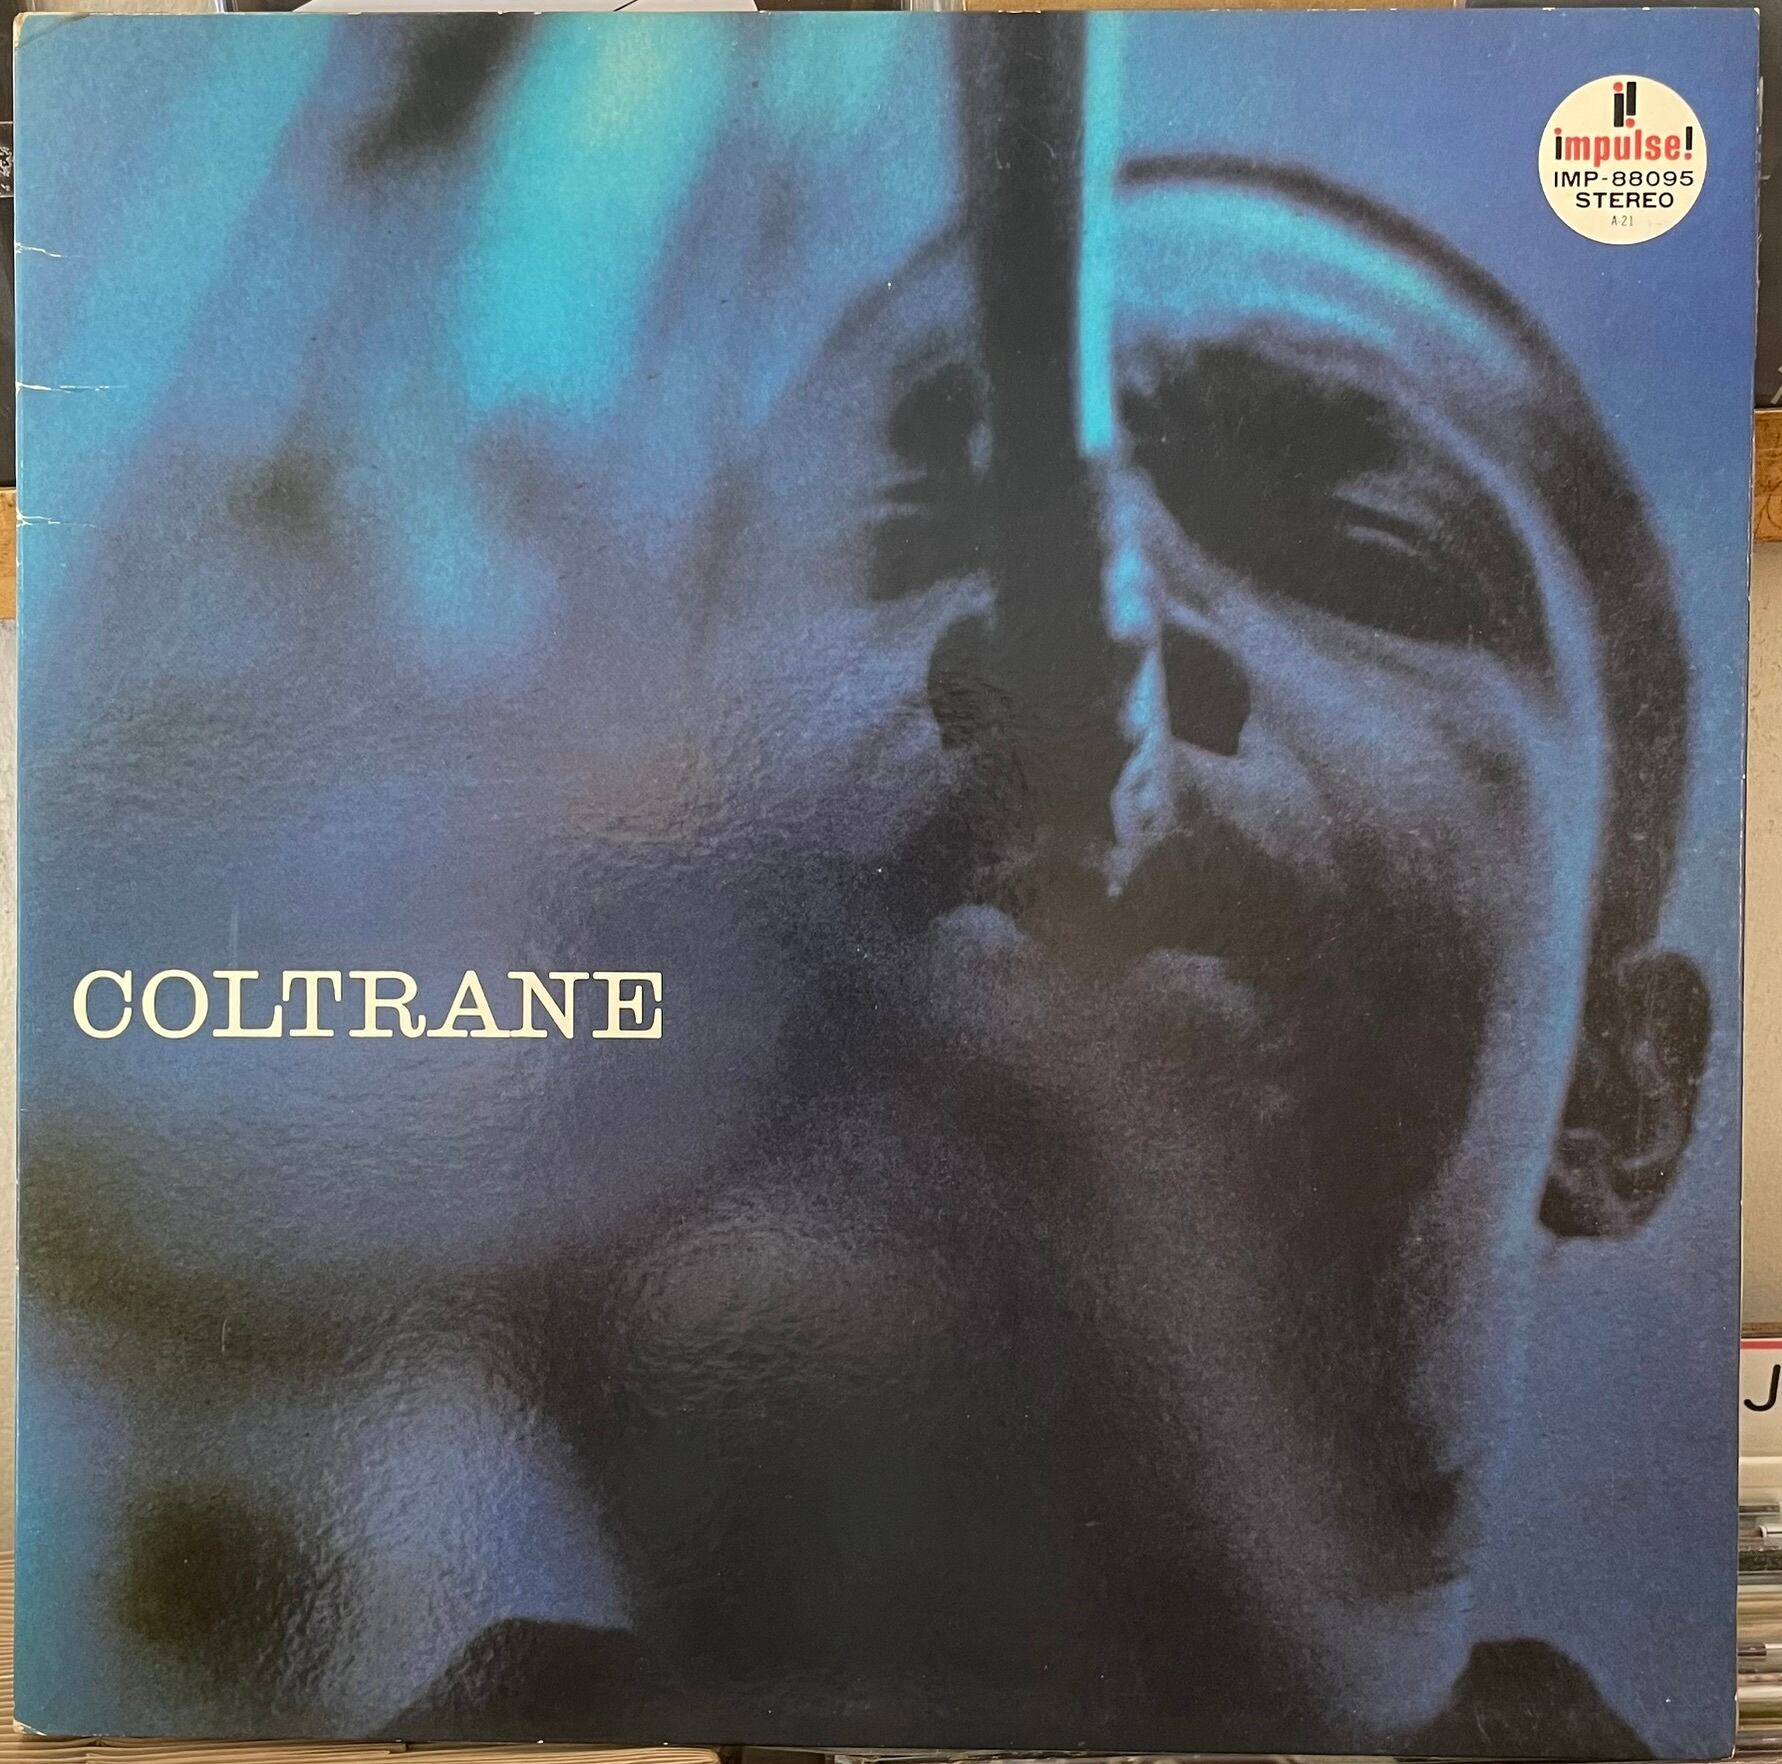 impulse!
IMP-88095
STEREO
A-21
COLTRANE
J